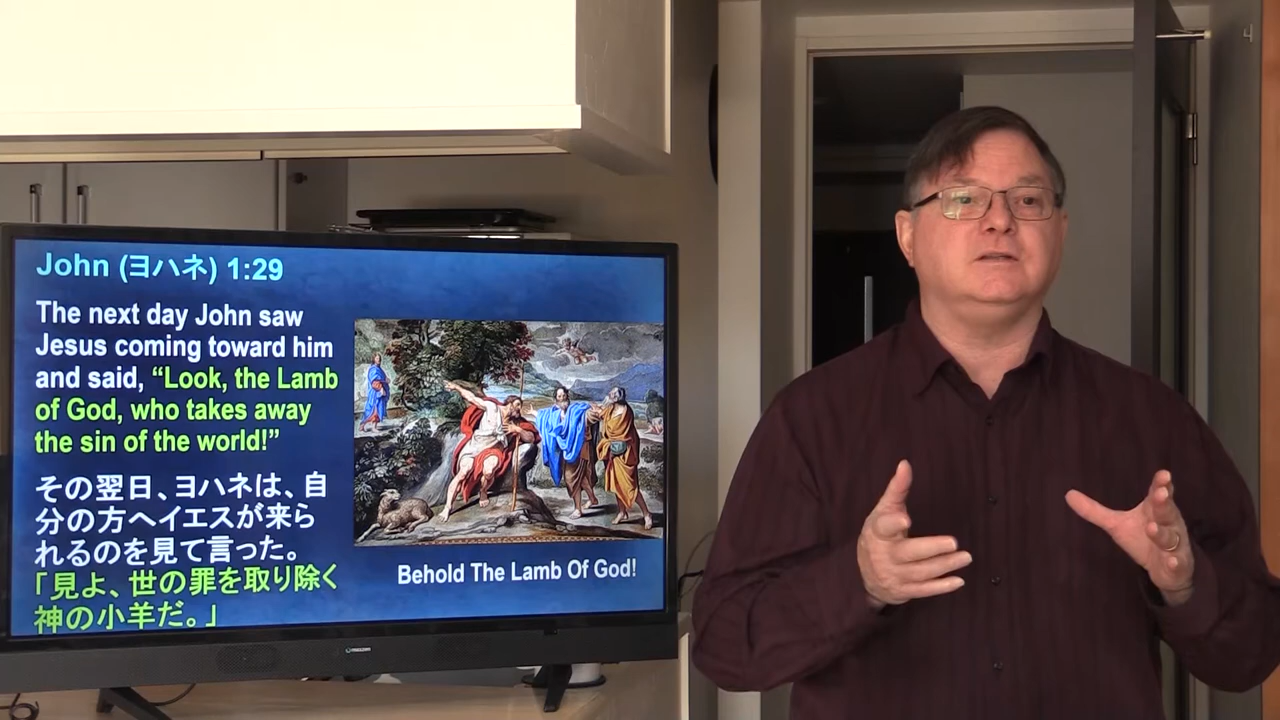 John (ヨハネ) 1:29
The next day John saw
Jesus coming toward him
and said, “Look, the Lamb
of God, who takes away
the sin of the world!”
その翌日、ヨハネは、自
分の方へイエスが来ら
れるのを見て言った。
「見よ、世の罪を取り除く
神の小羊だ。」
Behold The Lamb Of God!